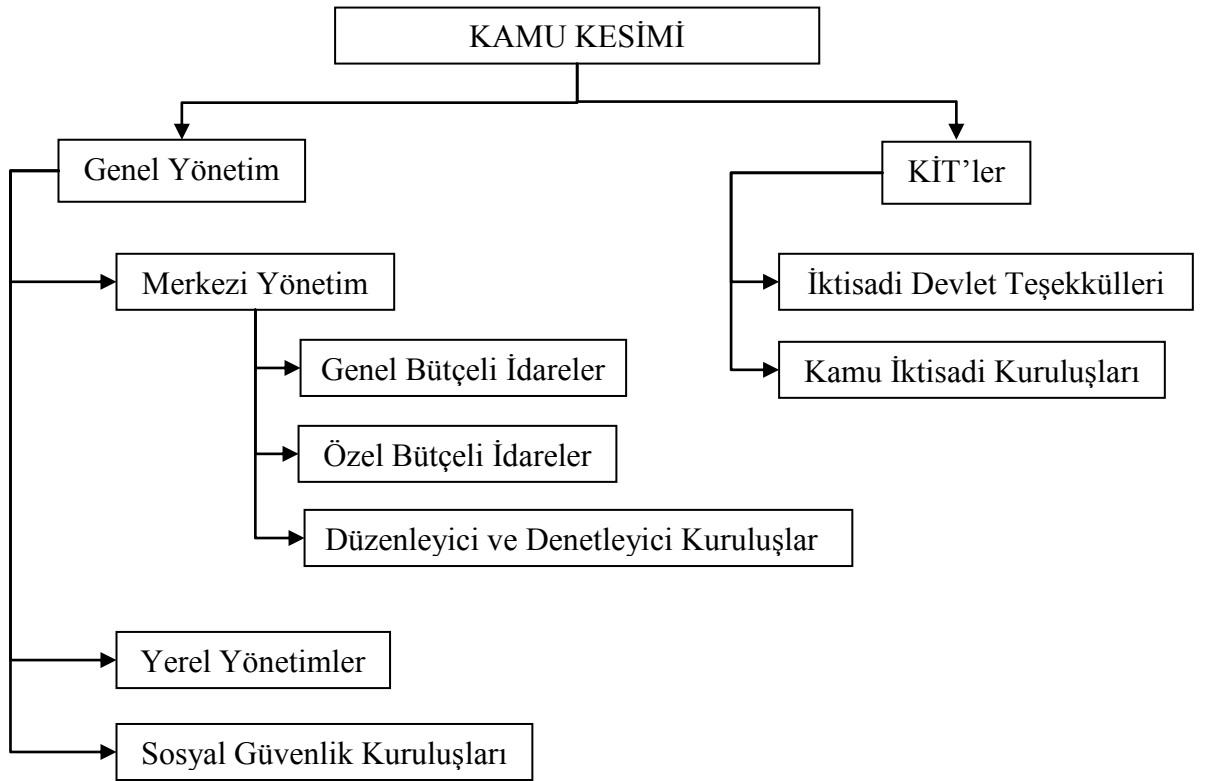 KAMU KESİMİ
Genel Yönetim
KİT’ler
Merkezi Yönetim
İktisadi Devlet Teşekkülleri
Genel Bütçeli İdareler
Kamu İktisadi Kuruluşları
Özel Bütçeli İdareler
Düzenleyici ve Denetleyici Kuruluşlar
Yerel Yönetimler
Sosyal Güvenlik Kuruluşları